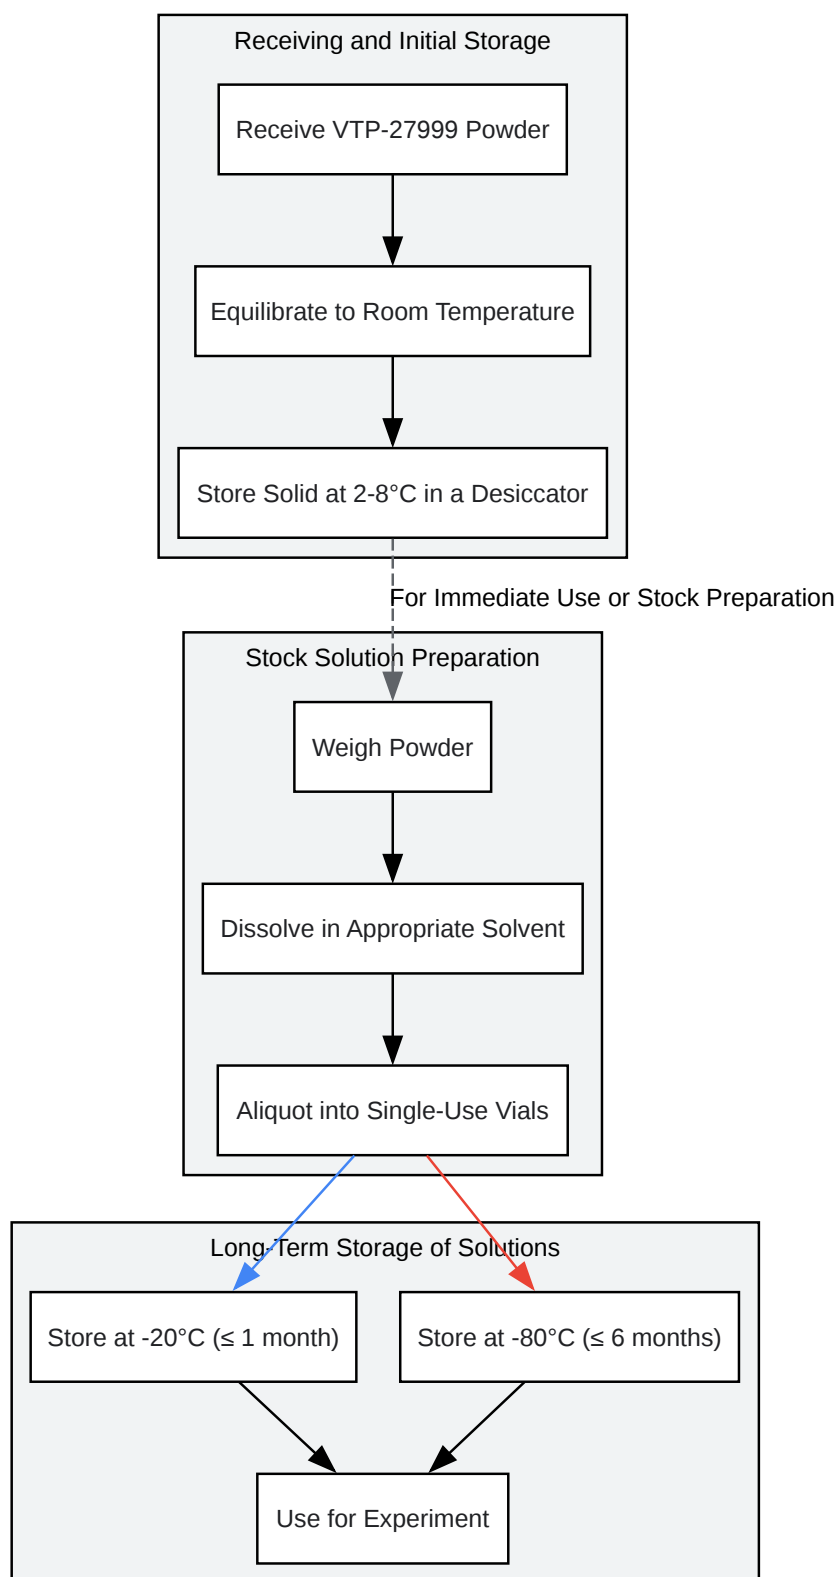 Receiving and Initial Storage
Receive VTP-27999 Powder
Equilibrate to Room Temperature
Store Solid at 2-8°C in a Desiccator
For Immediate Use or Stock Preparation
Stock Solution Preparation
Weigh Powder
Dissolve in Appropriate Solvent
Aliquot into Single-Use Vials
Long-Term Storage of Solutions
Store at -20°C (≤ 1 month)
Store at -80°C (≤ 6 months)
Use for Experiment